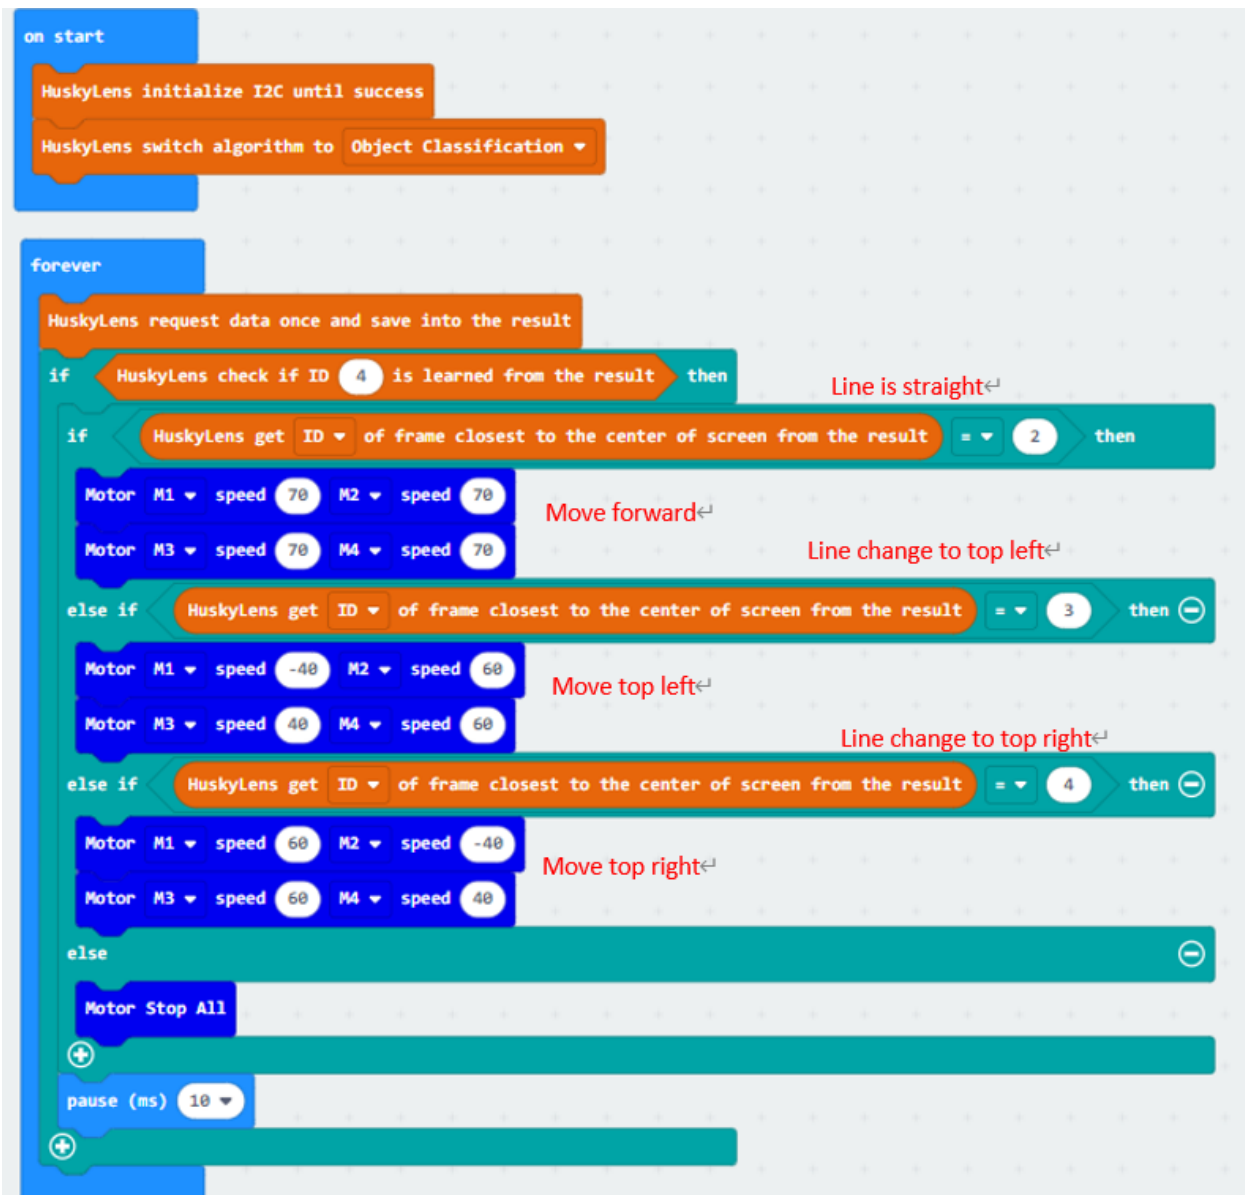 on start
HuskyLens initialize I2C until success
HuskyLens switch algorithm to Object Classification
forever
HuskyLens request data once and save into the result
if HuskyLens check if ID 4 is learned from the result then
Line is straight↵
if HuskyLens get ID of frame closest to the center of screen from the result = 2 then
Motor M1 speed 70 M2 speed 70
Move forward↵
Motor M3 speed 70 M4 speed 70
Line change to top left↵
else if HuskyLens get ID of frame closest to the center of screen from the result = 3 then
Motor M1 speed -40 M2 speed 60
Move top left↵
Motor M3 speed 40 M4 speed 60
Line change to top right↵
else if HuskyLens get ID of frame closest to the center of screen from the result = 4 then
Motor M1 speed 60 M2 speed -40
Move top right↵
Motor M3 speed 60 M4 speed 40
else
Motor Stop All
pause (ms) 10